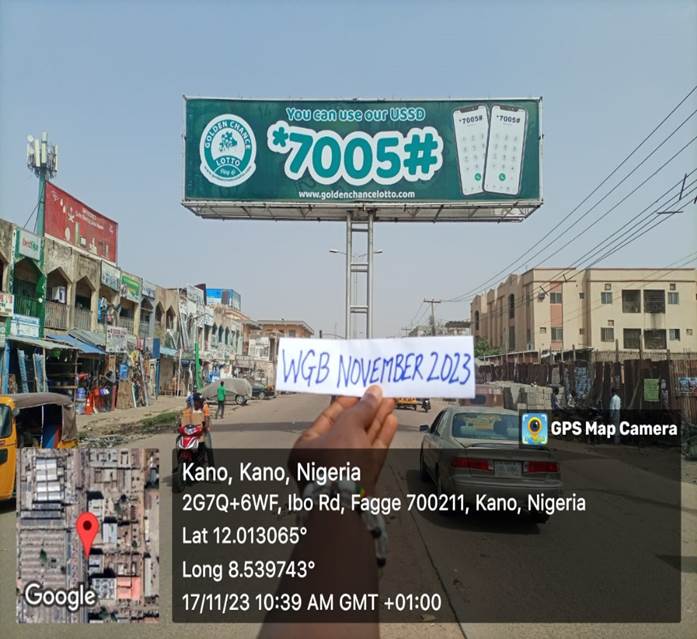 You can use our USSD
*7005#
GOLDEN CHANCE
LOTTO
www.goldenchancelotto.com
*7005#
*7005#
WGB NOVEMBER 2023
GPS Map Camera
Kano, Kano, Nigeria
2G7Q+6WF, Ibo Rd, Fagge 700211, Kano, Nigeria
Lat 12.013065°
Long 8.539743°
17/11/23 10:39 AM GMT +01:00
Google